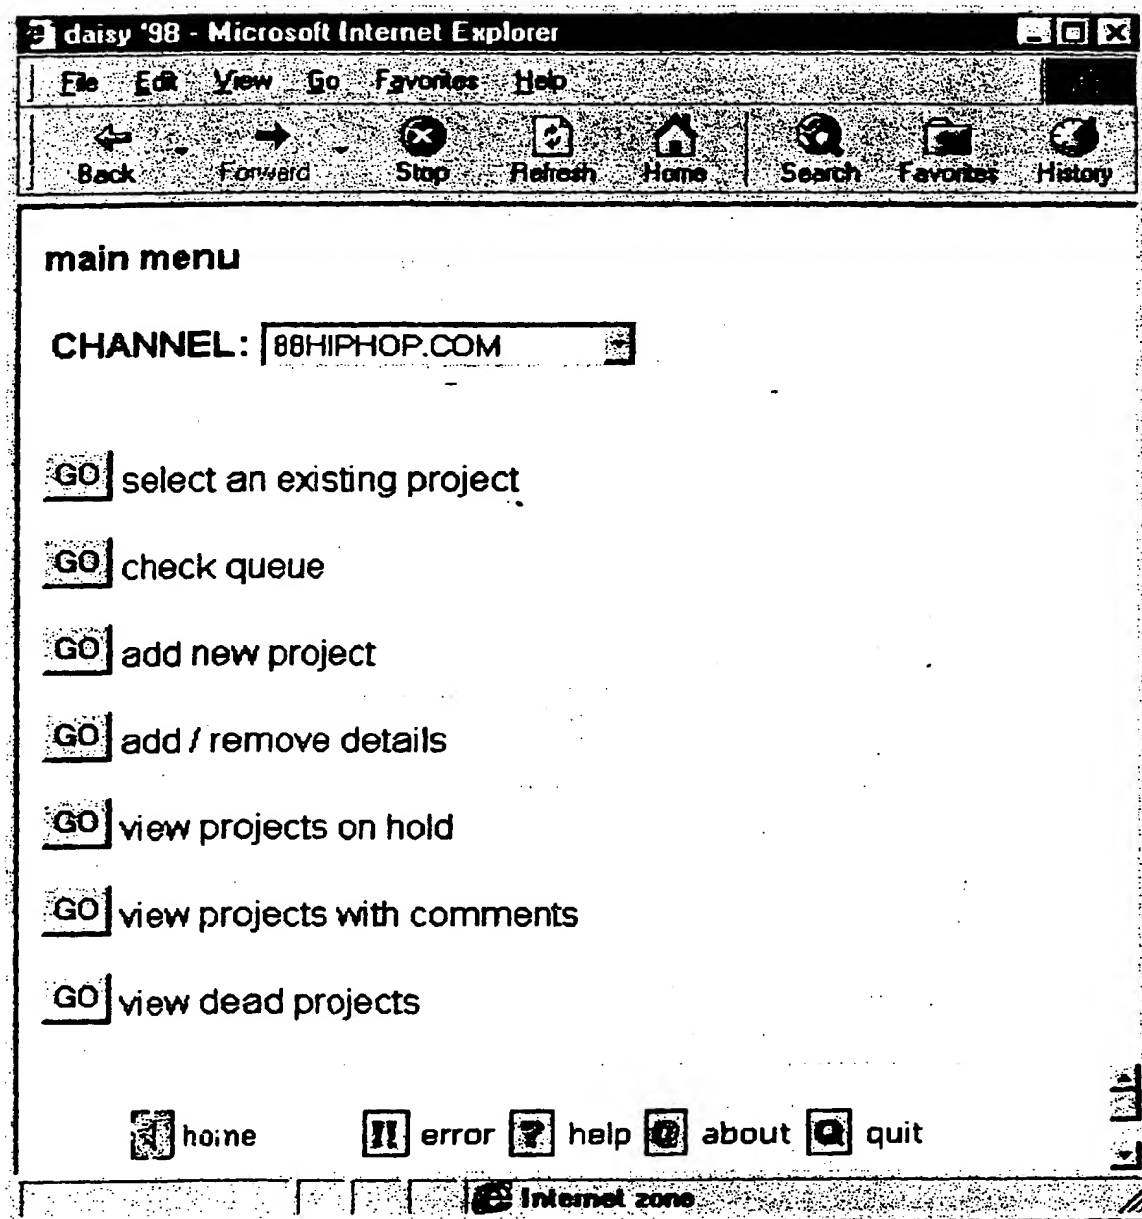 daisy '98 - Microsoft Internet Explorer
File Edit View Go Favorites Help
Back Forward Stop Refresh Home Search Favorites History
main menu
CHANNEL: 88HIPHOP.COM
GO select an existing project
GO check queue
GO add new project
GO add / remove details
GO view projects on hold
GO view projects with comments
GO view dead projects
home !! error ? help @ about Q quit
Internet zone